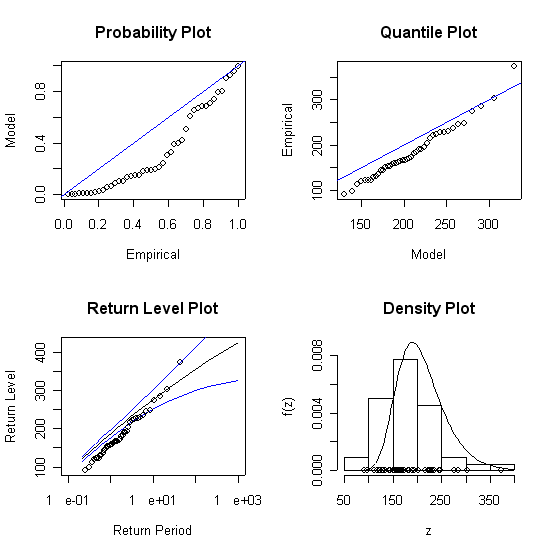 Probability Plot
Model
0.0 0.4 0.8
0.0 0.2 0.4 0.6 0.8 1.0
Empirical
Quantile Plot
Empirical
100 200 300
150 200 250 300
Model
Return Level Plot
Return Level
100 200 300 400
1 e-01 1 e+01 1 e+03
Return Period
Density Plot
f(z)
0.000 0.004 0.008
50 150 250 350
z